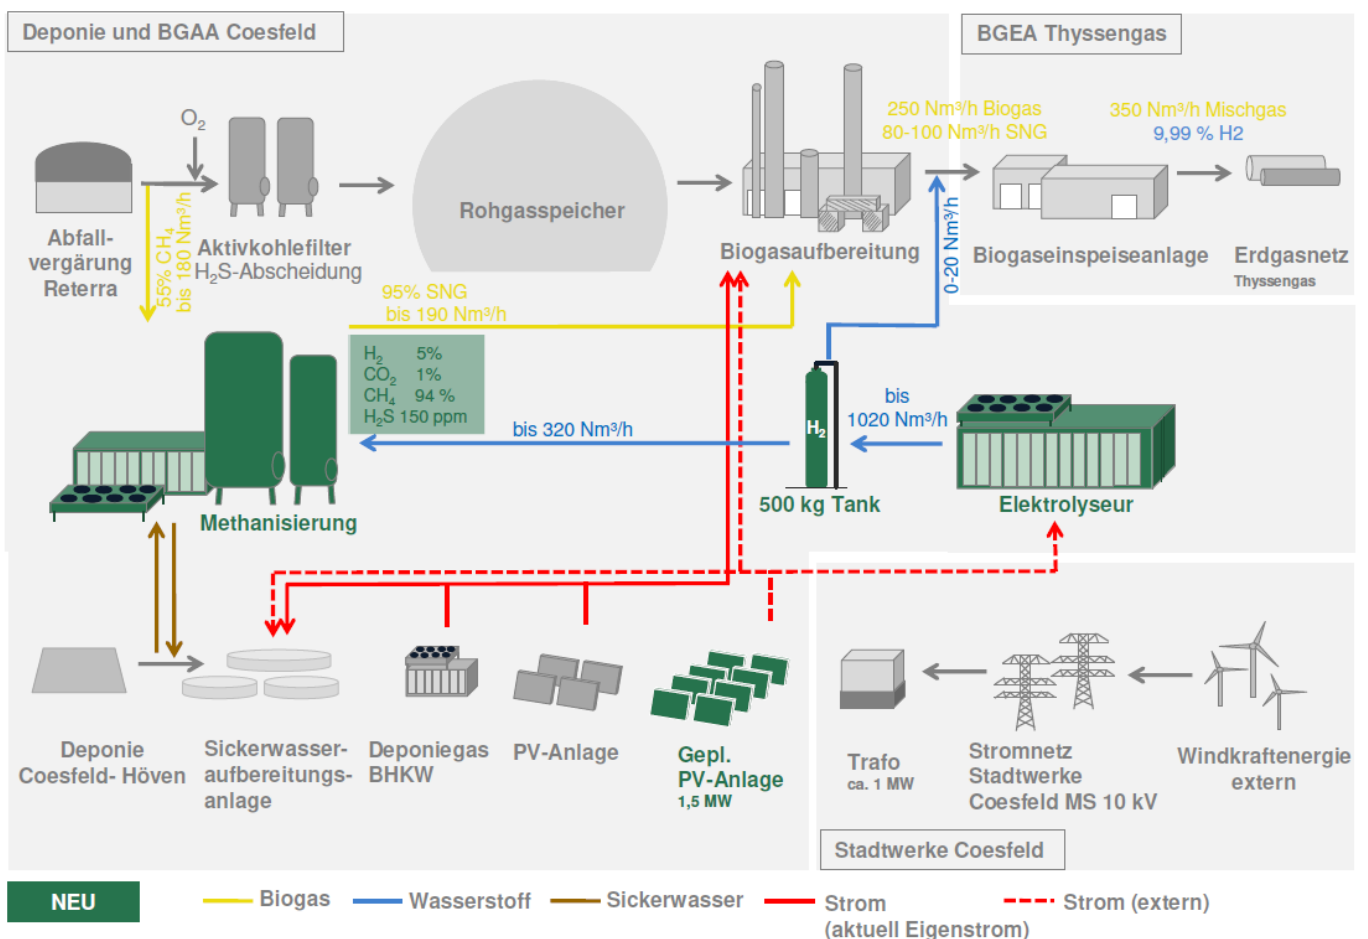 Deponie und BGAA Coesfeld
BGEA Thyssengas
O₂
250 Nm³/h Biogas
80-100 Nm³/h SNG
350 Nm³/h Mischgas
9,99 % H2
Rohgasspeicher
Abfall-
vergärung
Reterra
55% CH₄
bis 180 Nm³/h
Aktivkohlefilter
H₂S-Abscheidung
Biogasaufbereitung
0-20 Nm³/h
Biogaseinspeiseanlage
Erdgasnetz
Thyssengas
95% SNG
bis 190 Nm³/h
H₂ 5%
CO₂ 1%
CH₄ 94 %
H₂S 150 ppm
bis 320 Nm³/h
H₂
bis
1020 Nm³/h
Methanisierung
500 kg Tank
Elektrolyseur
Deponie
Coesfeld- Höven
Sickerwasser-
aufbereitungs-
anlage
Deponiegas
BHKW
PV-Anlage
Gepl.
PV-Anlage
1,5 MW
Trafo
ca. 1 MW
Stromnetz
Stadtwerke
Coesfeld MS 10 kV
Windkraftenergie
extern
Stadtwerke Coesfeld
NEU
Biogas
Wasserstoff
Sickerwasser
Strom
(aktuell Eigenstrom)
Strom (extern)